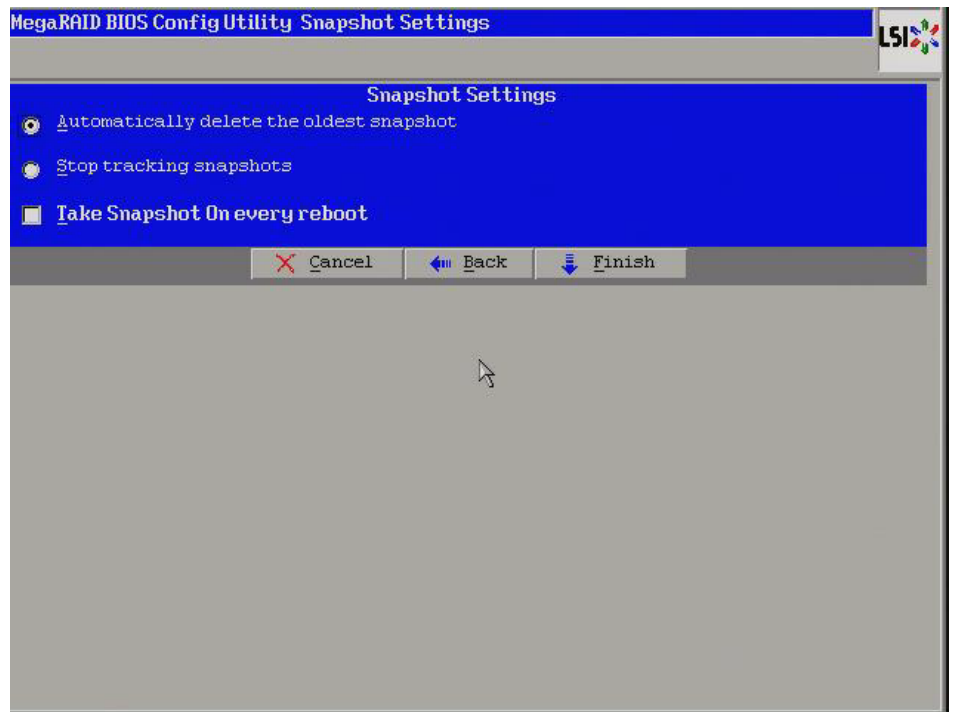 MegaRAID BIOS Config Utility Snapshot Settings
LSI
Snapshot Settings
Automatically delete the oldest snapshot
Stop tracking snapshots
Take Snapshot On every reboot
Cancel Back Finish